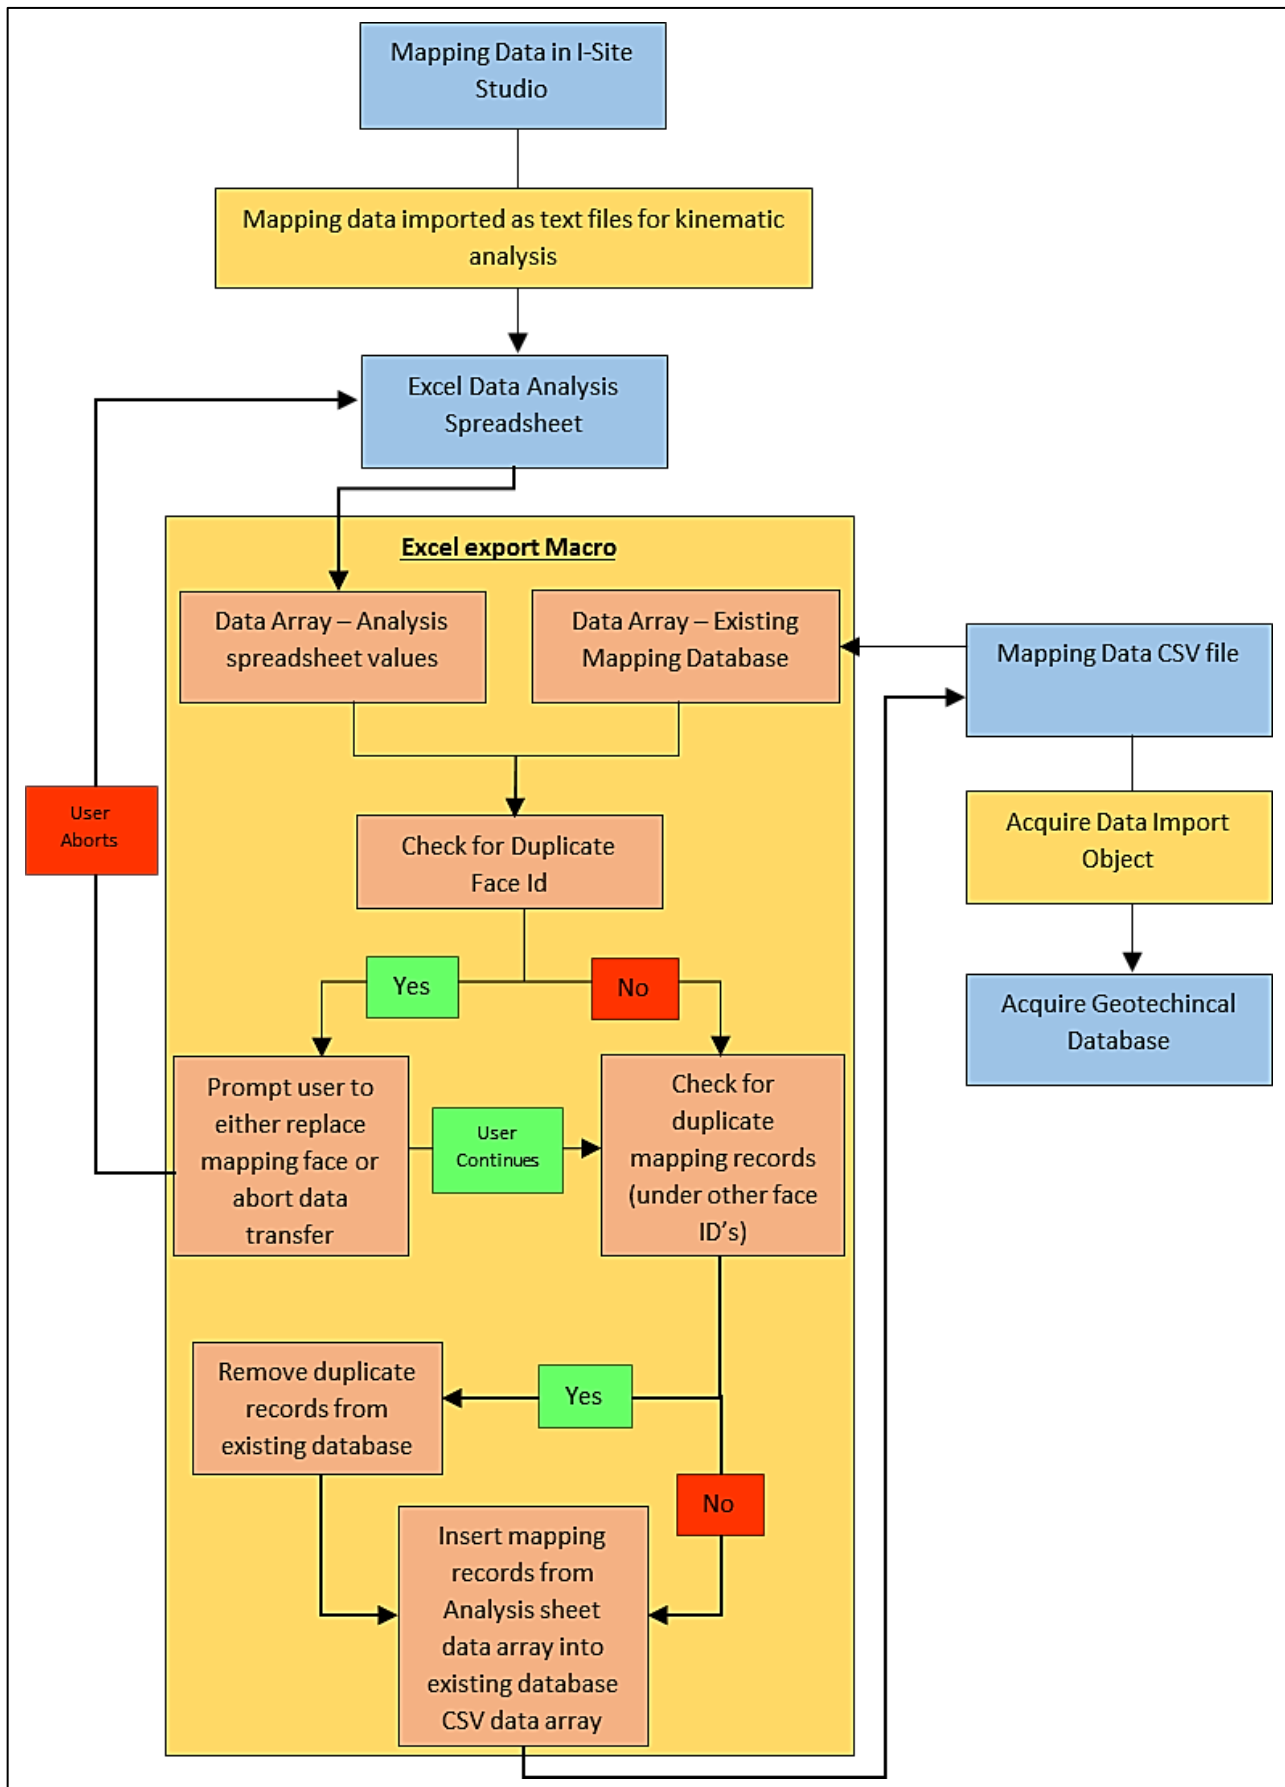 Mapping Data in I-Site
Studio
Mapping data imported as text files for kinematic
analysis
Excel Data Analysis
Spreadsheet
Excel export Macro
Data Array – Analysis
spreadsheet values
Data Array – Existing
Mapping Database
Mapping Data CSV file
User
Aborts
Check for Duplicate
Face Id
Acquire Data Import
Object
Yes
No
Acquire Geotechincal
Database
Prompt user to
either replace
mapping face or
abort data
transfer
User
Continues
Check for
duplicate
mapping records
(under other face
ID's)
Remove duplicate
records from
existing database
Yes
No
Insert mapping
records from
Analysis sheet
data array into
existing database
CSV data array